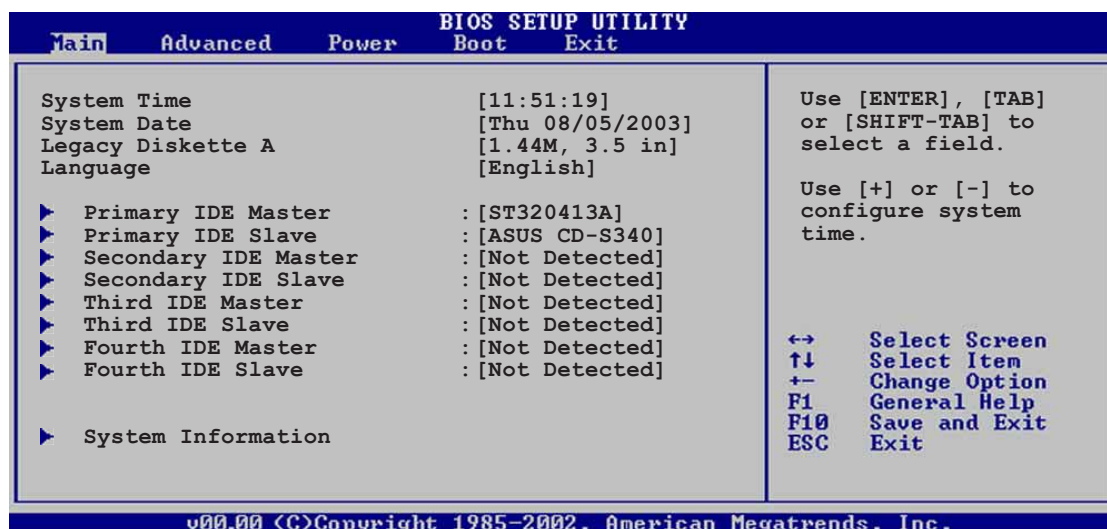 BIOS SETUP UTILITY
Main Advanced Power Boot Exit
System Time [11:51:19]
System Date [Thu 08/05/2003]
Legacy Diskette A [1.44M, 3.5 in]
Language [English]
Primary IDE Master :[ST320413A]
Primary IDE Slave :[ASUS CD-S340]
Secondary IDE Master :[Not Detected]
Secondary IDE Slave :[Not Detected]
Third IDE Master :[Not Detected]
Third IDE Slave :[Not Detected]
Fourth IDE Master :[Not Detected]
Fourth IDE Slave :[Not Detected]
System Information
Use [ENTER], [TAB]
or [SHIFT-TAB] to
select a field.
Use [+] or [-] to
configure system
time.
↔ Select Screen
↑↓ Select Item
+- Change Option
F1 General Help
F10 Save and Exit
ESC Exit
v00.00 (C)Copyright 1985-2002, American Megatrends, Inc.